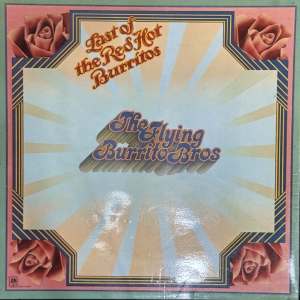 Last of
the Red Hot
Burritos
The Flying
Burrito Bros